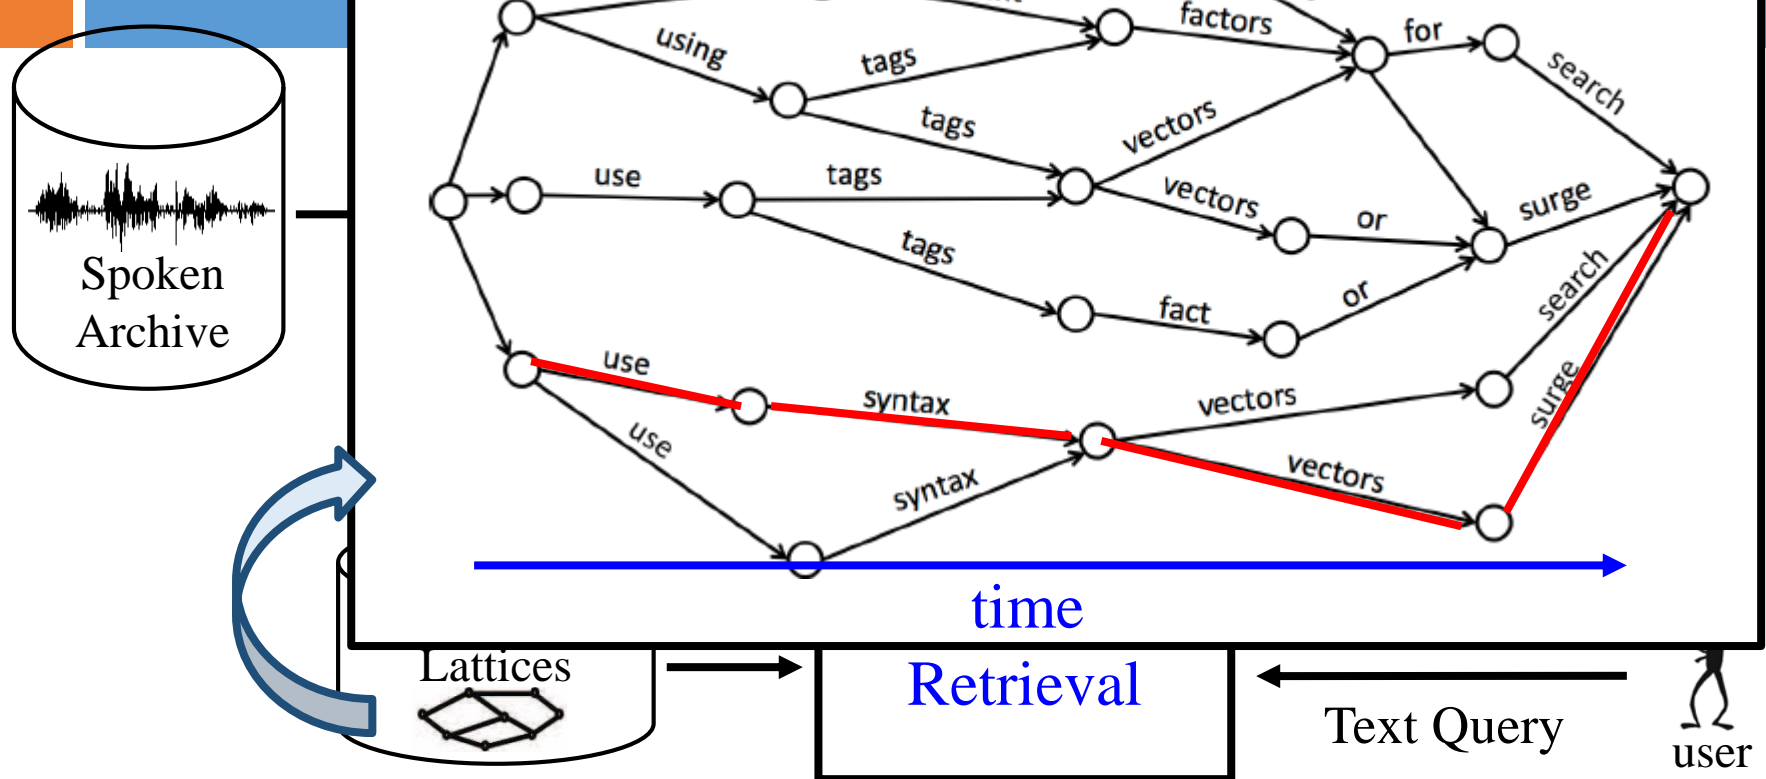 factors
for
using
tags
search
tags
vectors
use
tags
vectors
or
surge
tags
search
fact
or
use
syntax
vectors
surge
use
vectors
syntax
time
Spoken
Archive
Lattices
Retrieval
Text Query
user